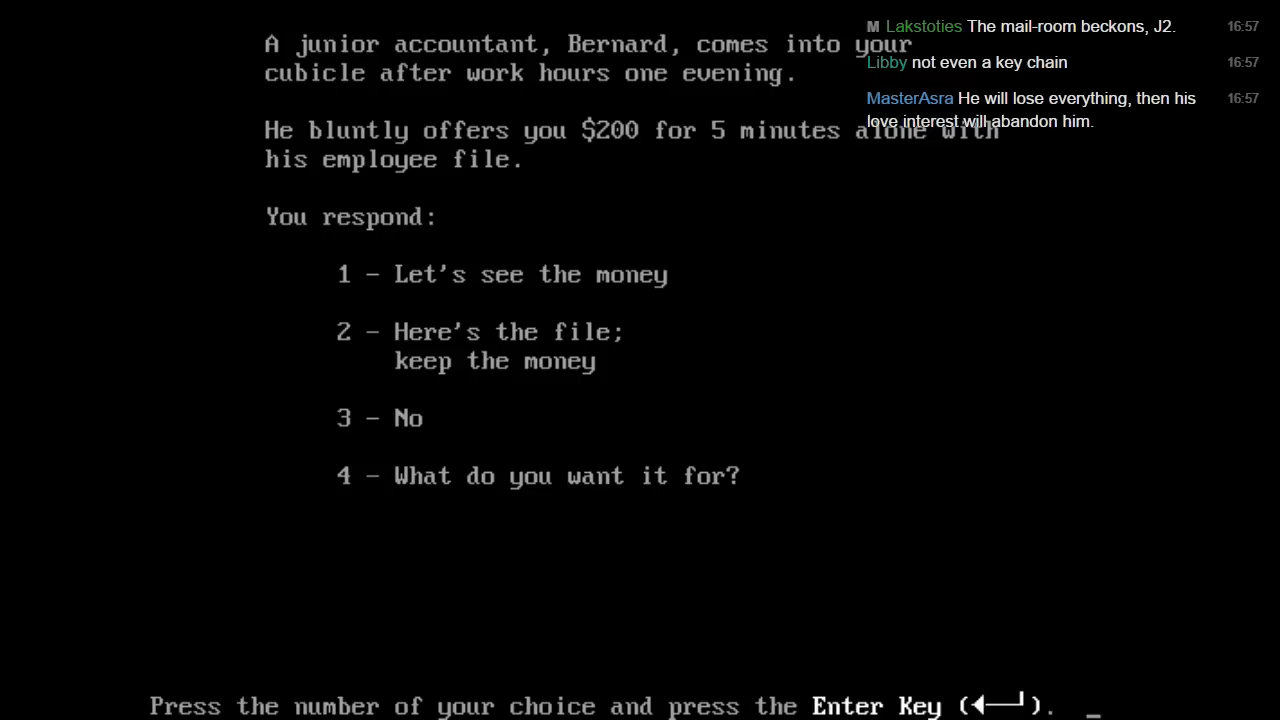 A junior accountant, Bernard, comes into your
cubicle after work hours one evening.
He bluntly offers you $200 for 5 minutes alone with
his employee file.
You respond:
1 - Let's see the money
2 - Here's the file;
keep the money
3 - No
4 - What do you want it for?
Press the number of your choice and press the Enter Key (◄──┘). _
M Lakstoties The mail-room beckons, J2. 16:57
Libby not even a key chain 16:57
MasterAsra He will lose everything, then his 16:57
love interest will abandon him.